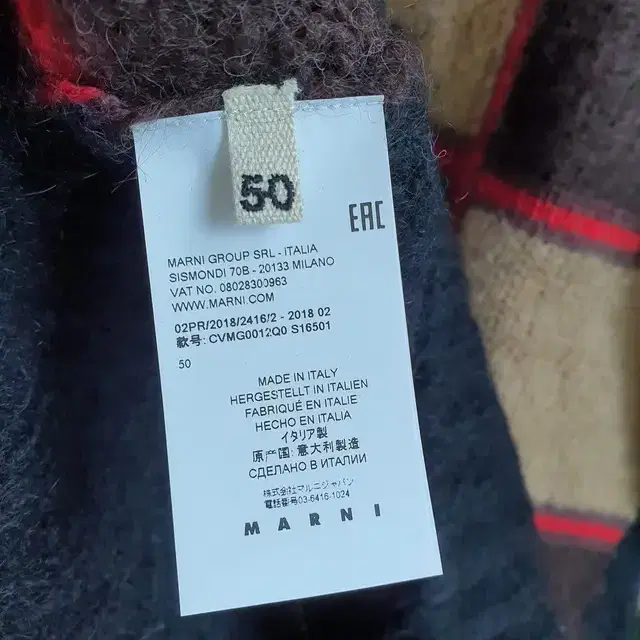 50
EAC
MARNI GROUP SRL - ITALIA
SISMONDI 70B - 20133 MILANO
VAT NO. 08028300963
WWW.MARNI.COM
02PR/2018/2416/2 - 2018 02
款号: CVMG0012Q0 S16501
50
MADE IN ITALY
HERGESTELLT IN ITALIEN
FABRIQUÉ EN ITALIE
HECHO EN ITALIA
イタリア製
原产国: 意大利制造
СДЕЛАНО В ИТАЛИИ
株式会社マルニジャパン
電話番号03-6416-1024
MARNI